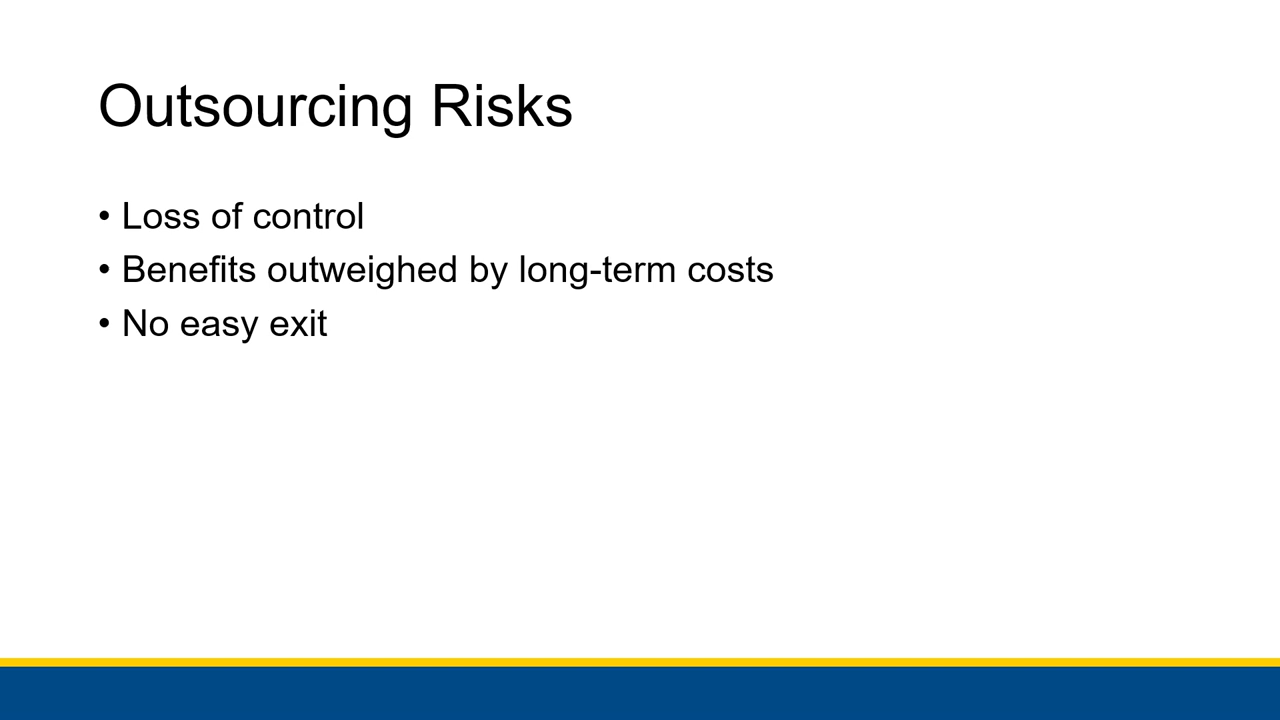 Outsourcing Risks
• Loss of control
• Benefits outweighed by long-term costs
• No easy exit